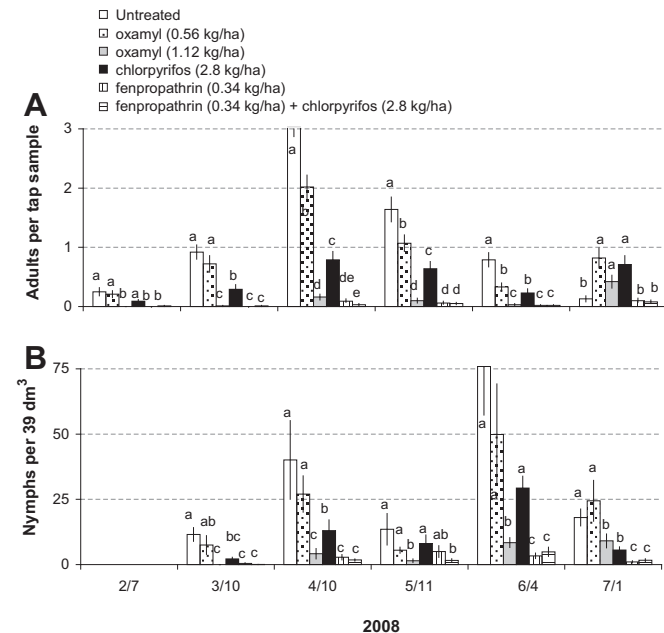 Untreated
oxamyl (0.56 kg/ha)
oxamyl (1.12 kg/ha)
chlorpyrifos (2.8 kg/ha)
fenpropathrin (0.34 kg/ha)
fenpropathrin (0.34 kg/ha) + chlorpyrifos (2.8 kg/ha)
A
Adults per tap sample
3
2
1
0
a a b a b b
a a c b c c
a b d c de e
a b d c d d
a b c b c c
b a a a b b
B
Nymphs per 39 dm³
75
50
25
0
a ab c bc c c
a a c b c c
a a b a ab b
a a b a c c
a a b b b b
2/7 3/10 4/10 5/11 6/4 7/1
2008